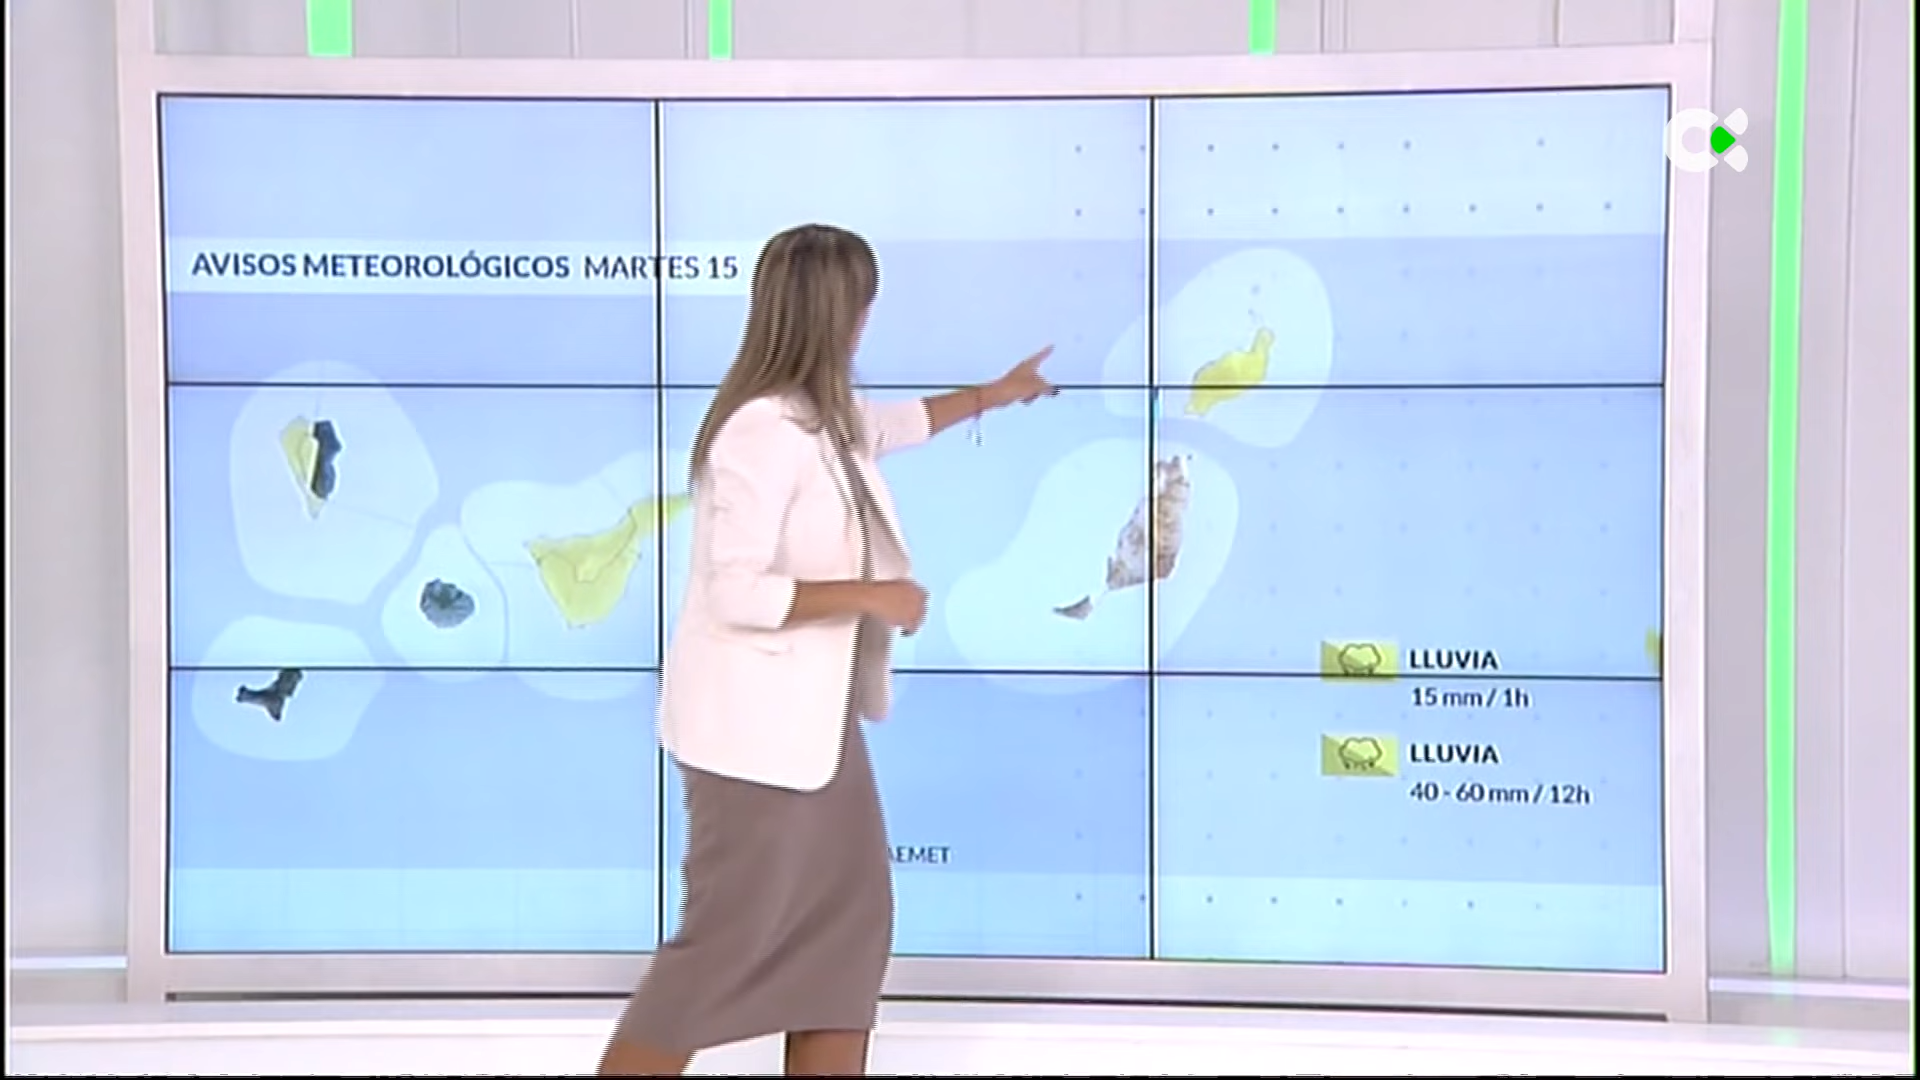 AVISOS METEOROLÓGICOS MARTES 15
LLUVIA
15 mm / 1h
LLUVIA
40 - 60 mm / 12h
AEMET